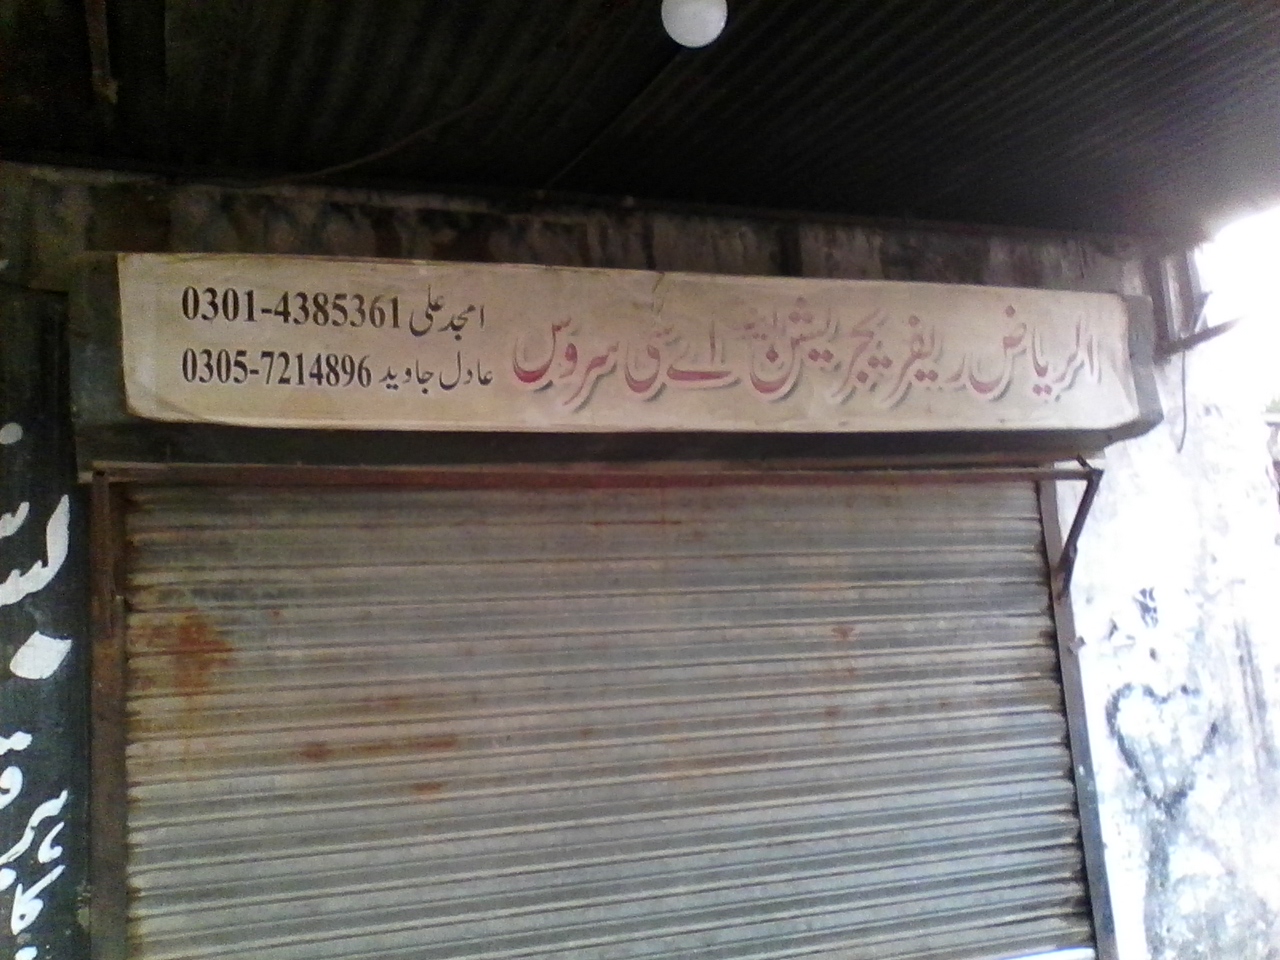 الریاض ریفریجریشن اینڈ اے سی سروس
امجد علی 0301-4385361
عادل جاوید 0305-7214896